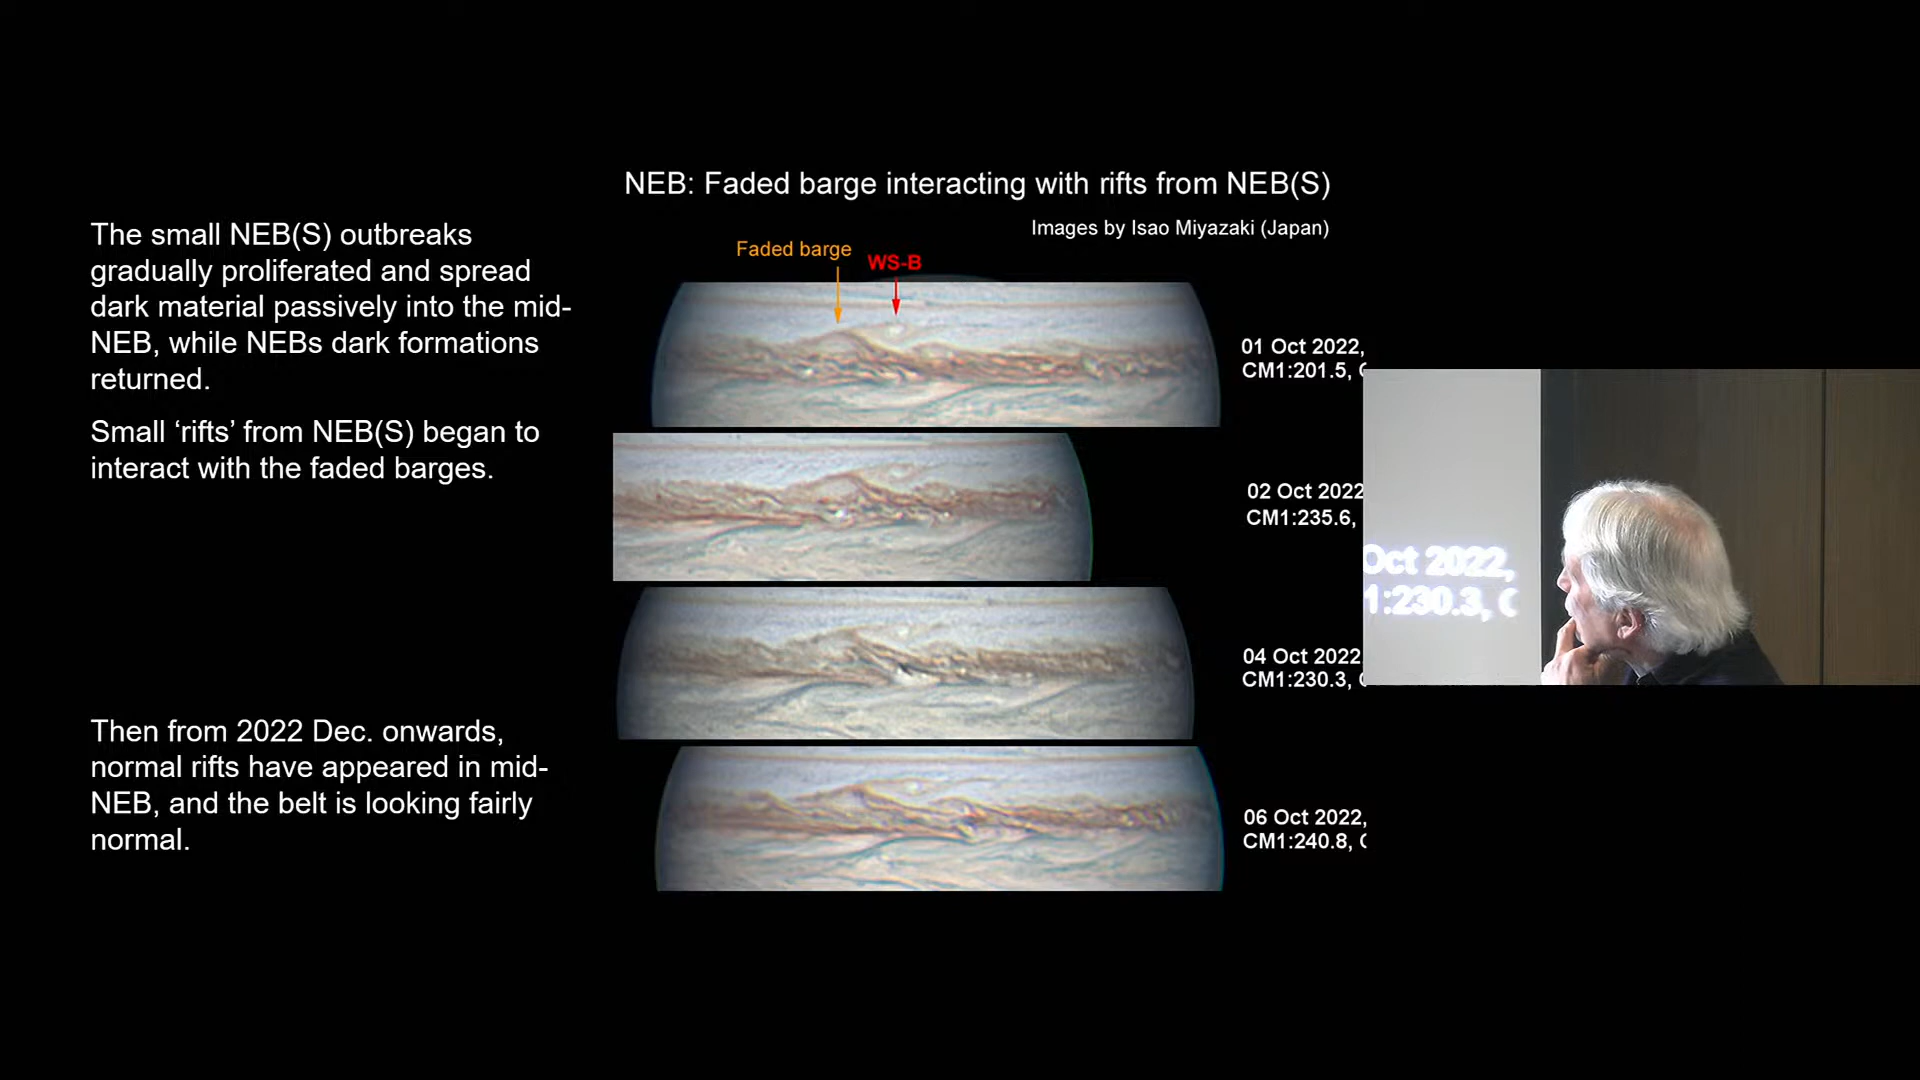 NEB: Faded barge interacting with rifts from NEB(S)
Images by Isao Miyazaki (Japan)
The small NEB(S) outbreaks
gradually proliferated and spread
dark material passively into the mid-
NEB, while NEBs dark formations
returned.
Small ‘rifts’ from NEB(S) began to
interact with the faded barges.
Then from 2022 Dec. onwards,
normal rifts have appeared in mid-
NEB, and the belt is looking fairly
normal.
Faded barge
WS-B
01 Oct 2022,
CM1:201.5,
02 Oct 2022
CM1:235.6,
04 Oct 2022
CM1:230.3,
06 Oct 2022,
CM1:240.8,
Oct 2022,
1:230.3, C